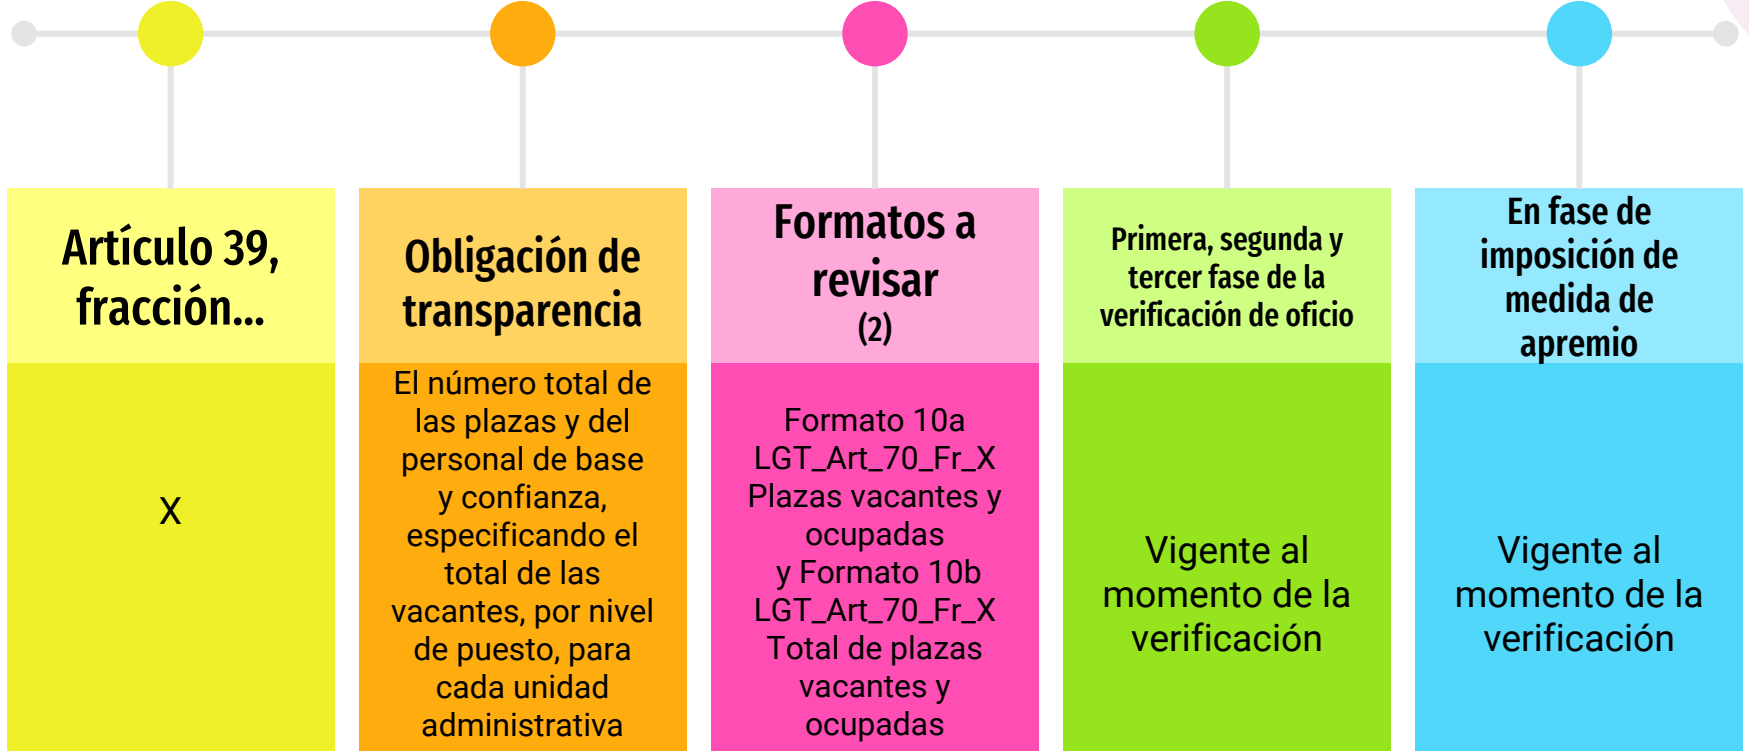 Artículo 39,
fracción...
X
Obligación de
transparencia
El número total de
las plazas y del
personal de base
y confianza,
especificando el
total de las
vacantes, por nivel
de puesto, para
cada unidad
administrativa
Formatos a
revisar
(2)
Formato 10a
LGT_Art_70_Fr_X
Plazas vacantes y
ocupadas
y Formato 10b
LGT_Art_70_Fr_X
Total de plazas
vacantes y
ocupadas
Primera, segunda y
tercer fase de la
verificación de oficio
Vigente al
momento de la
verificación
En fase de
imposición de
medida de
apremio
Vigente al
momento de la
verificación